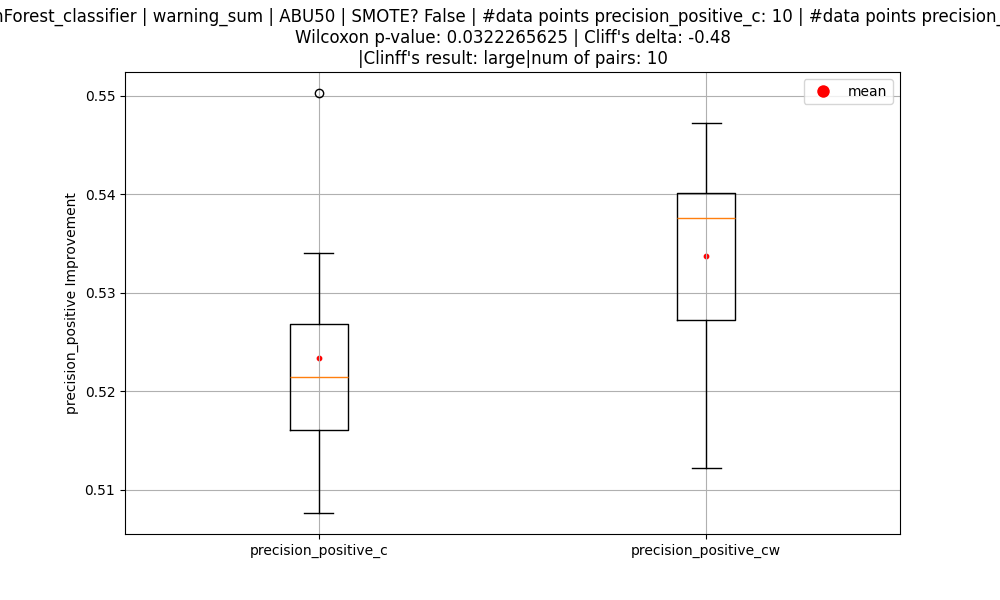 Forest_classifier | warning_sum | ABU50 | SMOTE? False | #data points precision_positive_c: 10 | #data points precision_
Wilcoxon p-value: 0.0322265625 | Cliff's delta: -0.48
|Clinff's result: large|num of pairs: 10
mean
0.55
0.54
0.53
0.52
0.51
precision_positive Improvement
precision_positive_c
precision_positive_cw